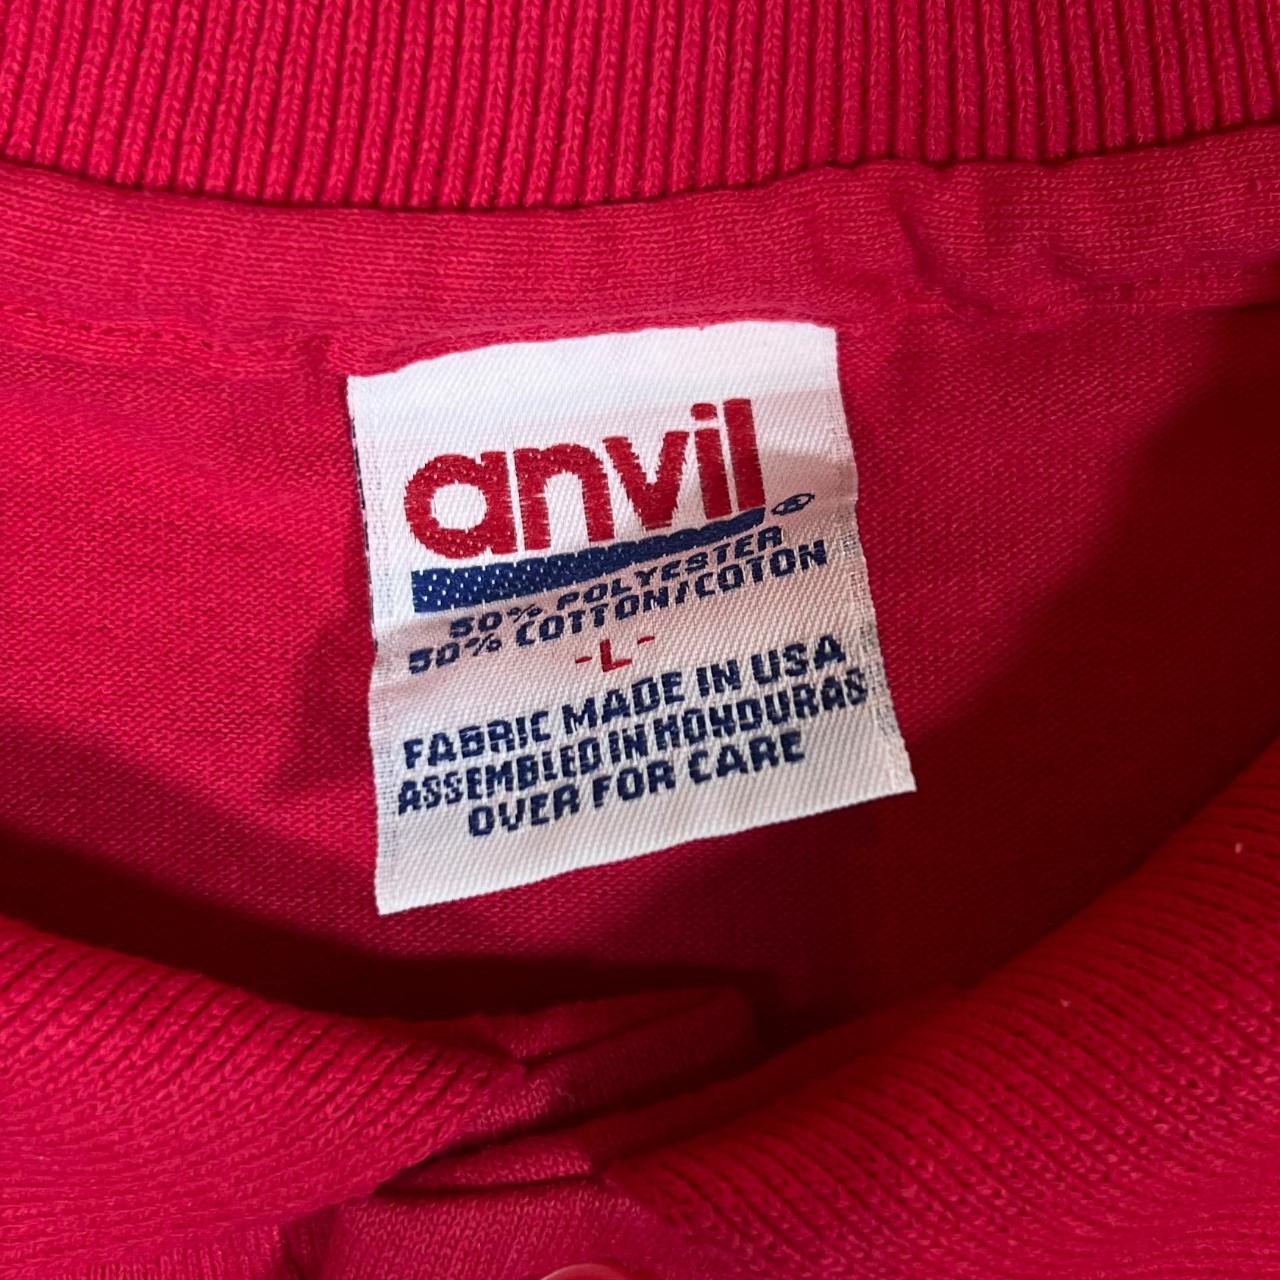 anvil ®
50% POLYESTER
50% COTTON/COTON
-L-
FABRIC MADE IN USA
ASSEMBLED IN HONDURAS
OVER FOR CARE